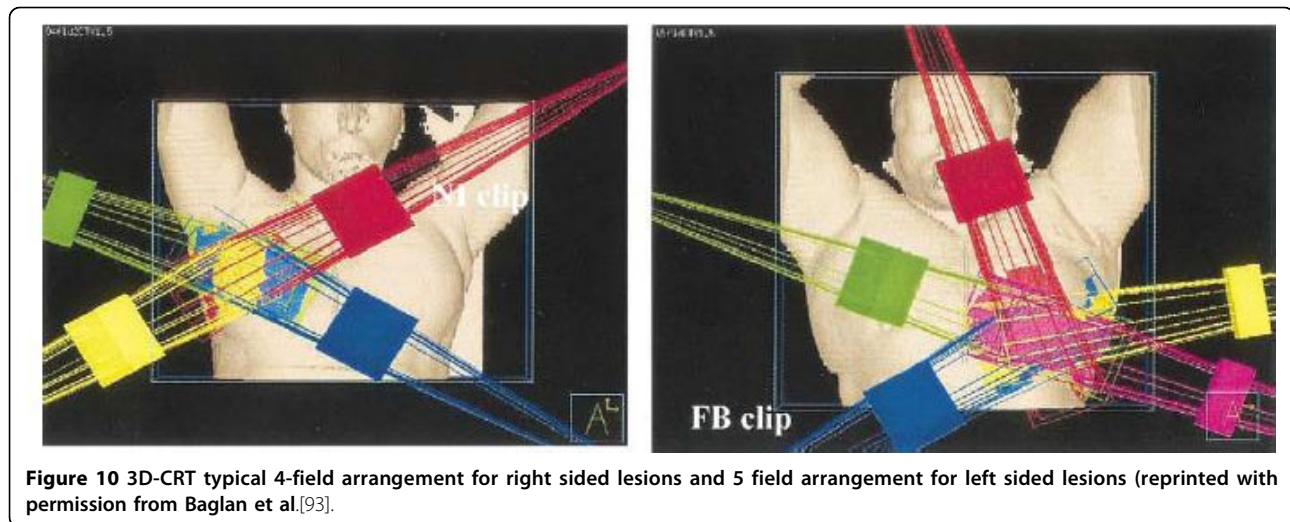 N1 clip
FB clip
A
A
Figure 10 3D-CRT typical 4-field arrangement for right sided lesions and 5 field arrangement for left sided lesions (reprinted with
permission from Baglan et al.[93].